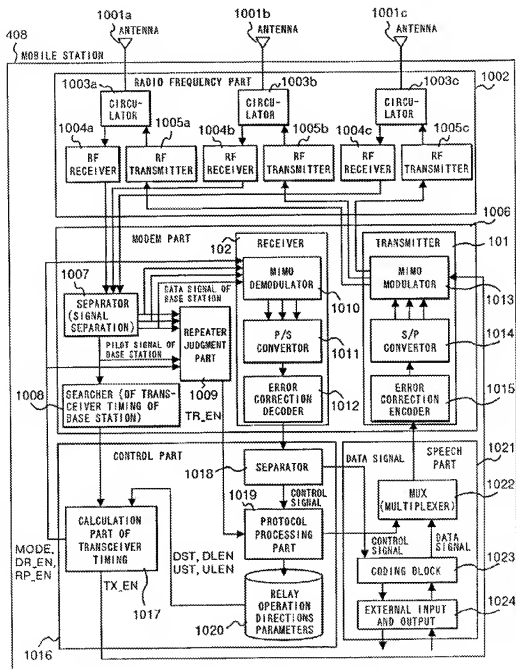 1001a
1001b
1001c
408
ANTENNA
ANTENNA
ANTENNA
MOBILE STATION
1003a
RADIO FREQUENCY PART
1003b
1003c
1002
CIRCU-
LATOR
CIRCU-
LATOR
CIRCU-
LATOR
1004a
1005a
1004b
1005b
1004c
1005c
RF
RECEIVER
RF
TRANSMITTER
RF
RECEIVER
RF
TRANSMITTER
RF
RECEIVER
RF
TRANSMITTER
1006
MODEM PART
102
RECEIVER
TRANSMITTER
101
1007
SEPARATOR
(SIGNAL
SEPARATION)
DATA SIGNAL OF
BASE STATION
MIMO
DEMODULATOR
1010
MIMO
MODULATOR
1013
PILOT SIGNAL OF
BASE STATION
REPEATER
JUDGMENT
PART
1009
P/S
CONVERTOR
1011
S/P
CONVERTOR
1014
1008
SEARCHER (OF TRANS-
CEIVER TIMING OF
BASE STATION)
TR_EN
ERROR
CORRECTION
DECODER
1012
ERROR
CORRECTION
ENCODER
1015
CONTROL PART
1018
SEPARATOR
DATA SIGNAL
SPEECH
PART
1021
CONTROL
SIGNAL
1019
PROTOCOL
PROCESSING
PART
MUX
(MULTIPLEXER)
1022
CONTROL
SIGNAL
DATA
SIGNAL
MODE,
DR_EN,
RP_EN
CALCULATION
PART OF
TRANSCEIVER
TIMING
DST, DLEN
UST, ULEN
CODING BLOCK
1023
TX_EN
1017
RELAY
OPERATION
DIRECTIONS
PARAMETERS
1020
EXTERNAL INPUT
AND OUTPUT
1024
1016